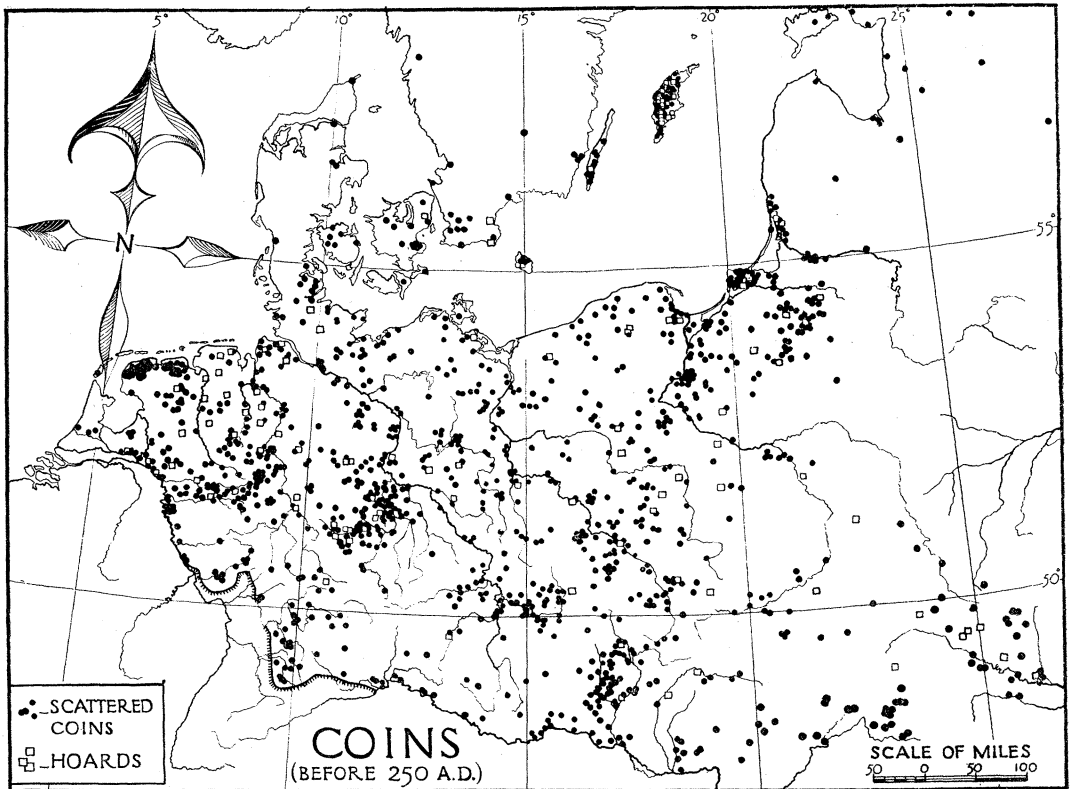 5°
10°
15°
20°
25°
N
55°
50°
SCATTERED
COINS
HOARDS
COINS
(BEFORE 250 A.D.)
SCALE OF MILES
50 0 50 100